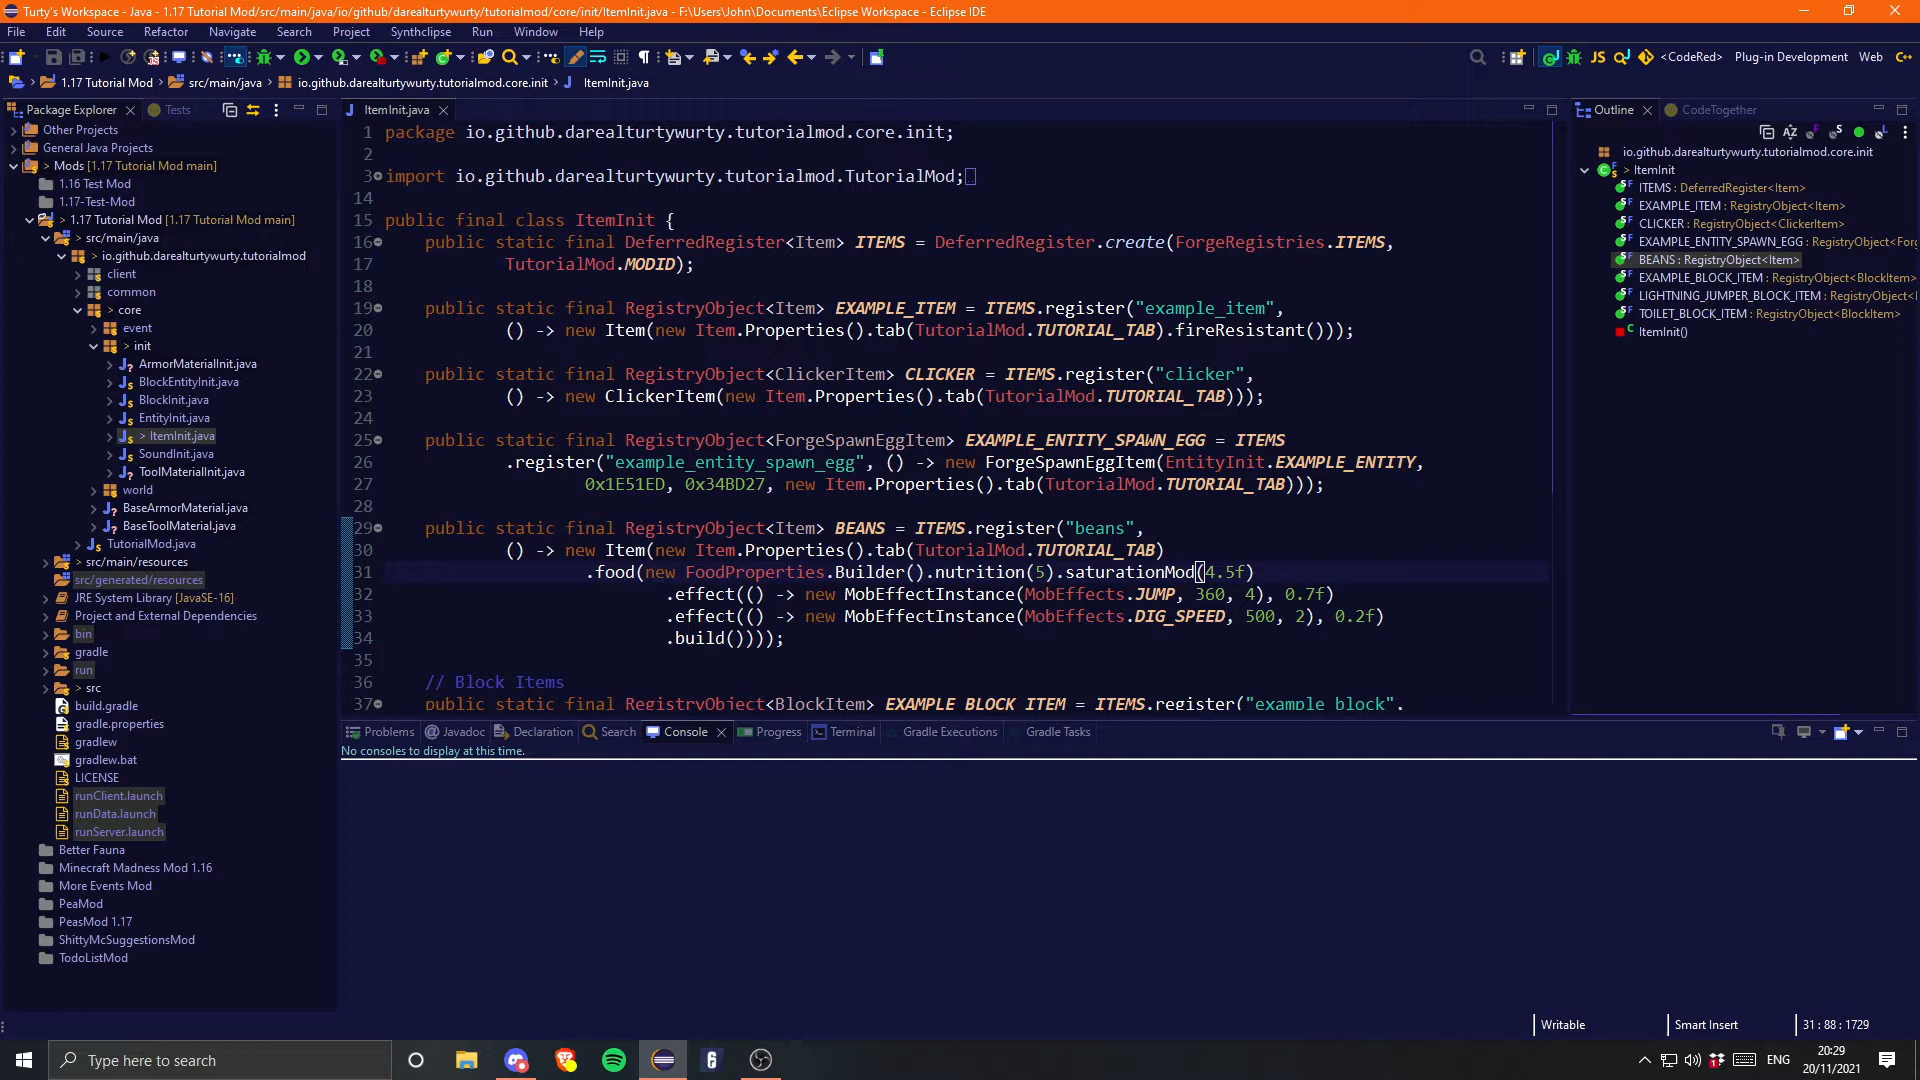 Turty's Workspace - Java - 1.17 Tutorial Mod/src/main/java/io/github/darealturtywurty/tutorialmod/core/init/ItemInit.java - F:\Users\John\Documents\Eclipse Workspace - Eclipse IDE
File Edit Source Refactor Navigate Search Project Synthclipse Run Window Help
<CodeRed> Plug-in Development Web
1.17 Tutorial Mod src/main/java io.github.darealturtywurty.tutorialmod.core.init ItemInit.java
Package Explorer Tests
Other Projects
General Java Projects
> Mods [1.17 Tutorial Mod main]
1.16 Test Mod
1.17-Test-Mod
> 1.17 Tutorial Mod [1.17 Tutorial Mod main]
> src/main/java
> io.github.darealturtywurty.tutorialmod
client
common
> core
event
> init
ArmorMaterialInit.java
BlockEntityInit.java
BlockInit.java
EntityInit.java
> ItemInit.java
SoundInit.java
ToolMaterialInit.java
world
BaseArmorMaterial.java
BaseToolMaterial.java
TutorialMod.java
> src/main/resources
src/generated/resources
JRE System Library [JavaSE-16]
Project and External Dependencies
bin
gradle
run
> src
build.gradle
gradle.properties
gradlew
gradlew.bat
LICENSE
runClient.launch
runData.launch
runServer.launch
Better Fauna
Minecraft Madness Mod 1.16
More Events Mod
PeaMod
PeasMod 1.17
ShittyMcSuggestionsMod
TodoListMod
ItemInit.java
1 package io.github.darealturtywurty.tutorialmod.core.init;
2
3 import io.github.darealturtywurty.tutorialmod.TutorialMod;
14
15 public final class ItemInit {
16 public static final DeferredRegister<Item> ITEMS = DeferredRegister.create(ForgeRegistries.ITEMS,
17 TutorialMod.MODID);
18
19 public static final RegistryObject<Item> EXAMPLE_ITEM = ITEMS.register("example_item",
20 () -> new Item(new Item.Properties().tab(TutorialMod.TUTORIAL_TAB).fireResistant()));
21
22 public static final RegistryObject<ClickerItem> CLICKER = ITEMS.register("clicker",
23 () -> new ClickerItem(new Item.Properties().tab(TutorialMod.TUTORIAL_TAB)));
24
25 public static final RegistryObject<ForgeSpawnEggItem> EXAMPLE_ENTITY_SPAWN_EGG = ITEMS
26 .register("example_entity_spawn_egg", () -> new ForgeSpawnEggItem(EntityInit.EXAMPLE_ENTITY,
27 0x1E51ED, 0x34BD27, new Item.Properties().tab(TutorialMod.TUTORIAL_TAB)));
28
29 public static final RegistryObject<Item> BEANS = ITEMS.register("beans",
30 () -> new Item(new Item.Properties().tab(TutorialMod.TUTORIAL_TAB)
31 .food(new FoodProperties.Builder().nutrition(5).saturationMod(4.5f)
32 .effect(() -> new MobEffectInstance(MobEffects.JUMP, 360, 4), 0.7f)
33 .effect(() -> new MobEffectInstance(MobEffects.DIG_SPEED, 500, 2), 0.2f)
34 .build())));
35
36 // Block Items
37 public static final RegistryObject<BlockItem> EXAMPLE_BLOCK_ITEM = ITEMS.register("example_block",
Outline CodeTogether
io.github.darealturtywurty.tutorialmod.core.init
> ItemInit
ITEMS : DeferredRegister<Item>
EXAMPLE_ITEM : RegistryObject<Item>
CLICKER : RegistryObject<ClickerItem>
EXAMPLE_ENTITY_SPAWN_EGG : RegistryObject<Forg
BEANS : RegistryObject<Item>
EXAMPLE_BLOCK_ITEM : RegistryObject<BlockItem>
LIGHTNING_JUMPER_BLOCK_ITEM : RegistryObject<
TOILET_BLOCK_ITEM : RegistryObject<BlockItem>
ItemInit()
Problems Javadoc Declaration Search Console Progress Terminal Gradle Executions Gradle Tasks
No consoles to display at this time.
Writable Smart Insert 31 : 88 : 1729
Type here to search
ENG
20:29
20/11/2021